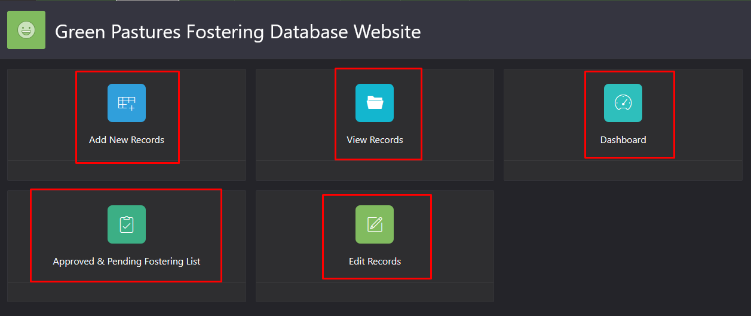 Green Pastures Fostering Database Website
Add New Records
View Records
Dashboard
Approved & Pending Fostering List
Edit Records